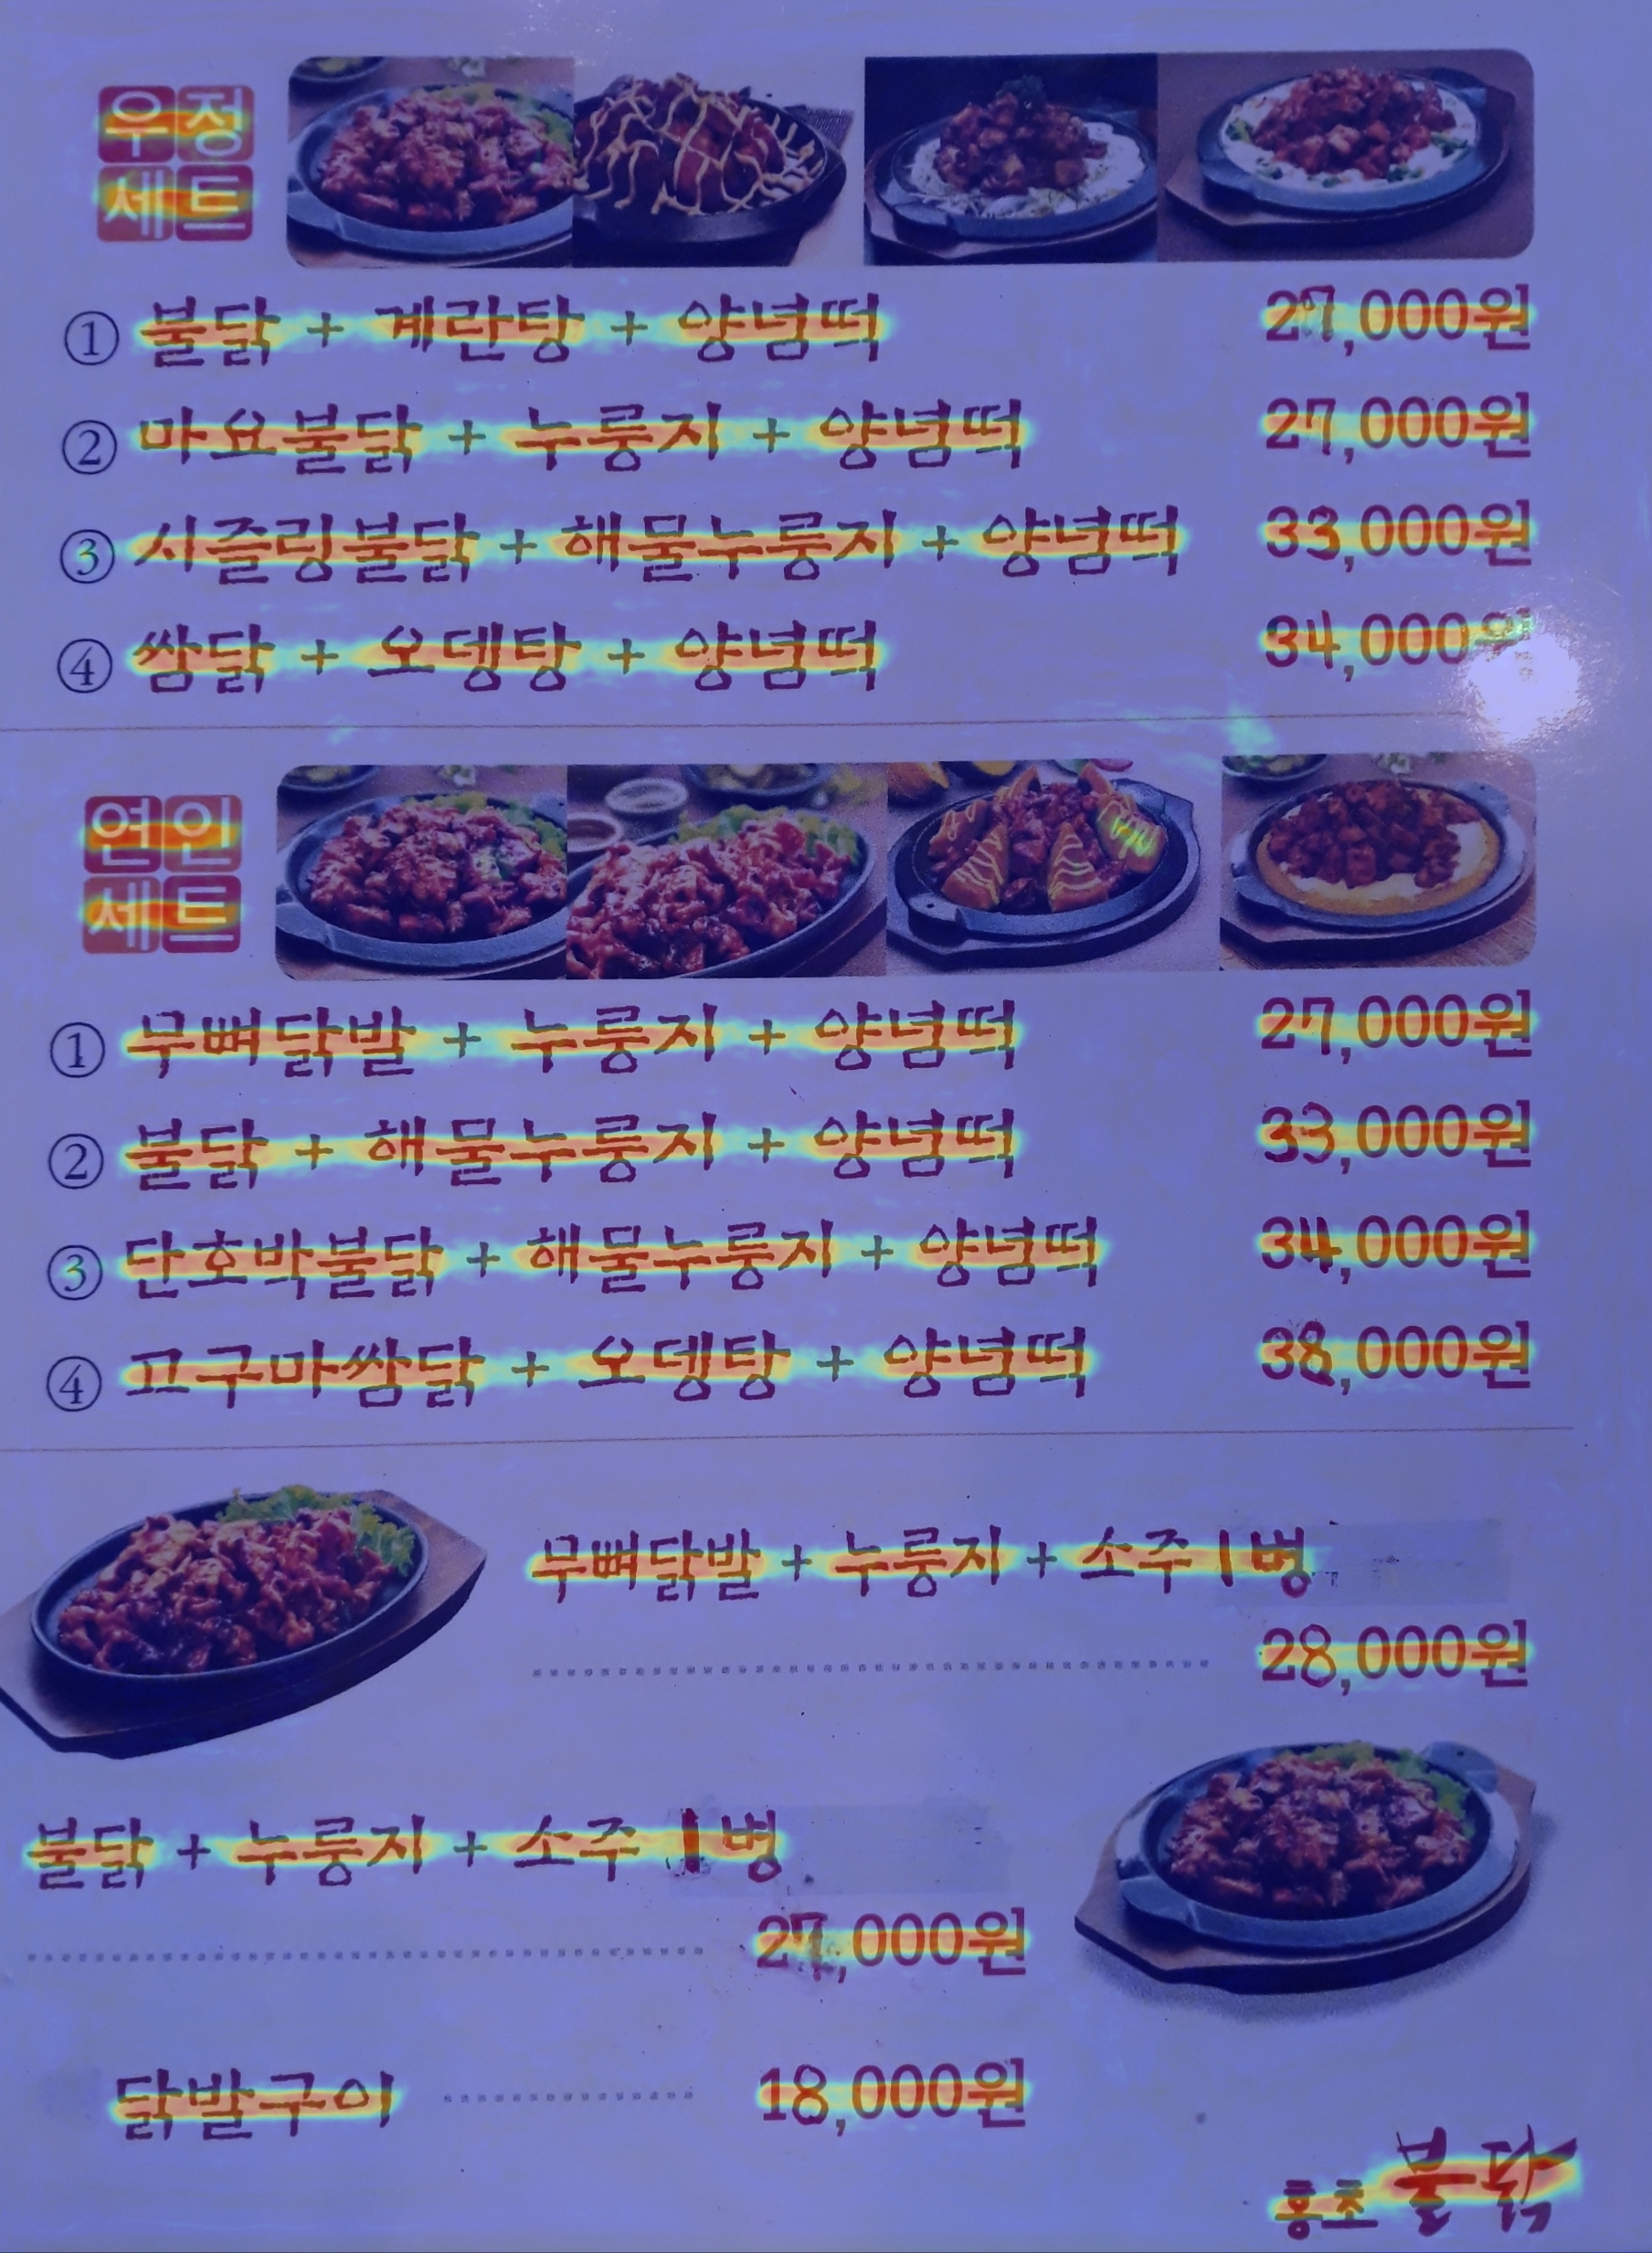 우정
세트
① 불닭 + 계란탕 + 양념떡 27,000원
② 마요불닭 + 누룽지 + 양념떡 27,000원
③ 시즐링불닭 + 해물누룽지 + 양념떡 33,000원
④ 쌈닭 + 오뎅탕 + 양념떡 34,000원
연인
세트
① 무뼈닭발 + 누룽지 + 양념떡 27,000원
② 불닭 + 해물누룽지 + 양념떡 33,000원
③ 단호박불닭 + 해물누룽지 + 양념떡 34,000원
④ 고구마쌈닭 + 오뎅탕 + 양념떡 38,000원
무뼈닭발 + 누룽지 + 소주 1병
28,000원
불닭 + 누룽지 + 소주 1병
27,000원
닭발구이 18,000원
홍초 불닭